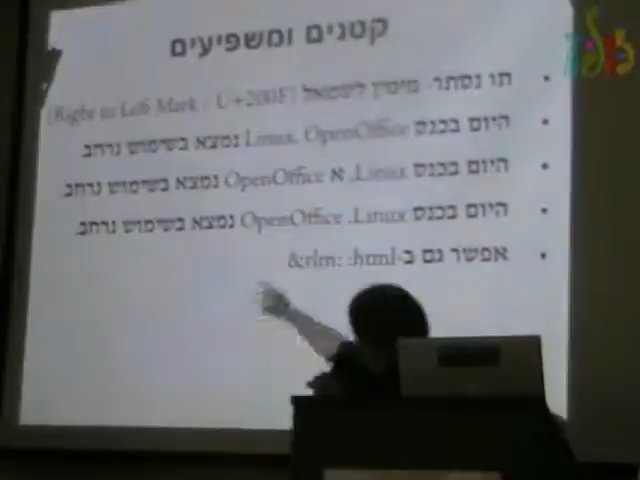 קטנים ומשפיעים
תו נסתר- מימין לשמאל (Right to Left Mark - U+200F)
היום בכנס Linux, OpenOffice נמצא בשימוש נרחב.
היום בכנס Linux, א OpenOffice נמצא בשימוש נרחב.
היום בכנס OpenOffice ,Linux נמצא בשימוש נרחב.
אפשר גם ב-html: &rlm;